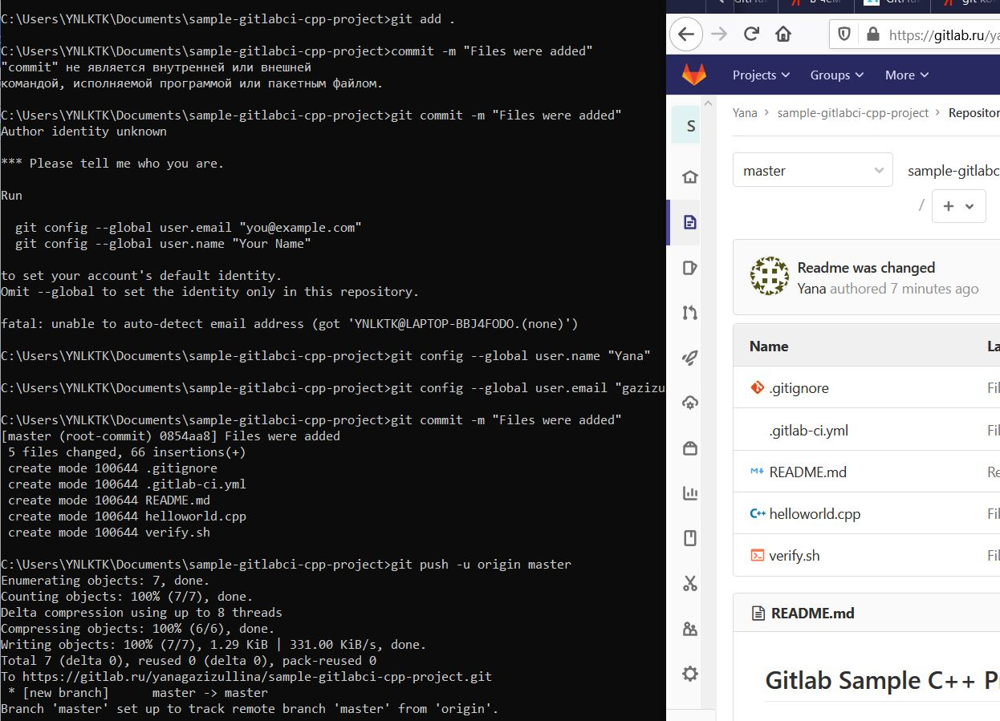 C:\Users\YNLKTK\Documents\sample-gitlabci-cpp-project>git add .
C:\Users\YNLKTK\Documents\sample-gitlabci-cpp-project>commit -m "Files were added"
"commit" не является внутренней или внешней
командой, исполняемой программой или пакетным файлом.
C:\Users\YNLKTK\Documents\sample-gitlabci-cpp-project>git commit -m "Files were added"
Author identity unknown
*** Please tell me who you are.
Run
git config --global user.email "you@example.com"
git config --global user.name "Your Name"
to set your account's default identity.
Omit --global to set the identity only in this repository.
fatal: unable to auto-detect email address (got 'YNLKTK@LAPTOP-BBJ4FODO.(none)')
C:\Users\YNLKTK\Documents\sample-gitlabci-cpp-project>git config --global user.name "Yana"
C:\Users\YNLKTK\Documents\sample-gitlabci-cpp-project>git config --global user.email "gazizu
C:\Users\YNLKTK\Documents\sample-gitlabci-cpp-project>git commit -m "Files were added"
[master (root-commit) 0854aa8] Files were added
5 files changed, 66 insertions(+)
create mode 100644 .gitignore
create mode 100644 .gitlab-ci.yml
create mode 100644 README.md
create mode 100644 helloworld.cpp
create mode 100644 verify.sh
C:\Users\YNLKTK\Documents\sample-gitlabci-cpp-project>git push -u origin master
Enumerating objects: 7, done.
Counting objects: 100% (7/7), done.
Delta compression using up to 8 threads
Compressing objects: 100% (6/6), done.
Writing objects: 100% (7/7), 1.29 KiB | 331.00 KiB/s, done.
Total 7 (delta 0), reused 0 (delta 0), pack-reused 0
To https://gitlab.ru/yanagazizullina/sample-gitlabci-cpp-project.git
* [new branch] master -> master
Branch 'master' set up to track remote branch 'master' from 'origin'.
https://gitlab.ru/ya
Projects Groups More
Yana > sample-gitlabci-cpp-project > Repositor
S
master sample-gitlabc
/ +
Readme was changed
Yana authored 7 minutes ago
Name La
.gitignore Fil
.gitlab-ci.yml Fil
M↓ README.md Re
C++ helloworld.cpp Fil
verify.sh Fil
README.md
Gitlab Sample C++ P